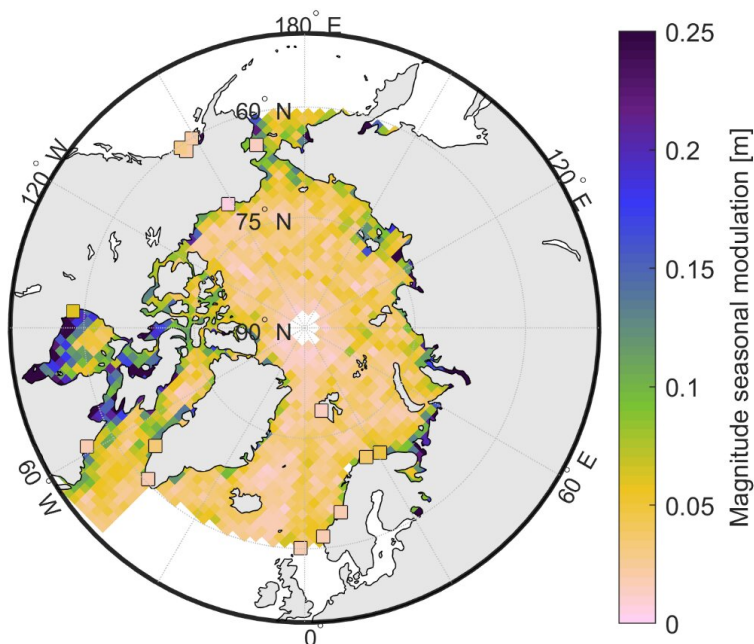 180° E
60° N
75° N
90° N
120° W
120° E
60° W
60° E
0°
0.25
0.2
0.15
0.1
0.05
0
Magnitude seasonal modulation [m]